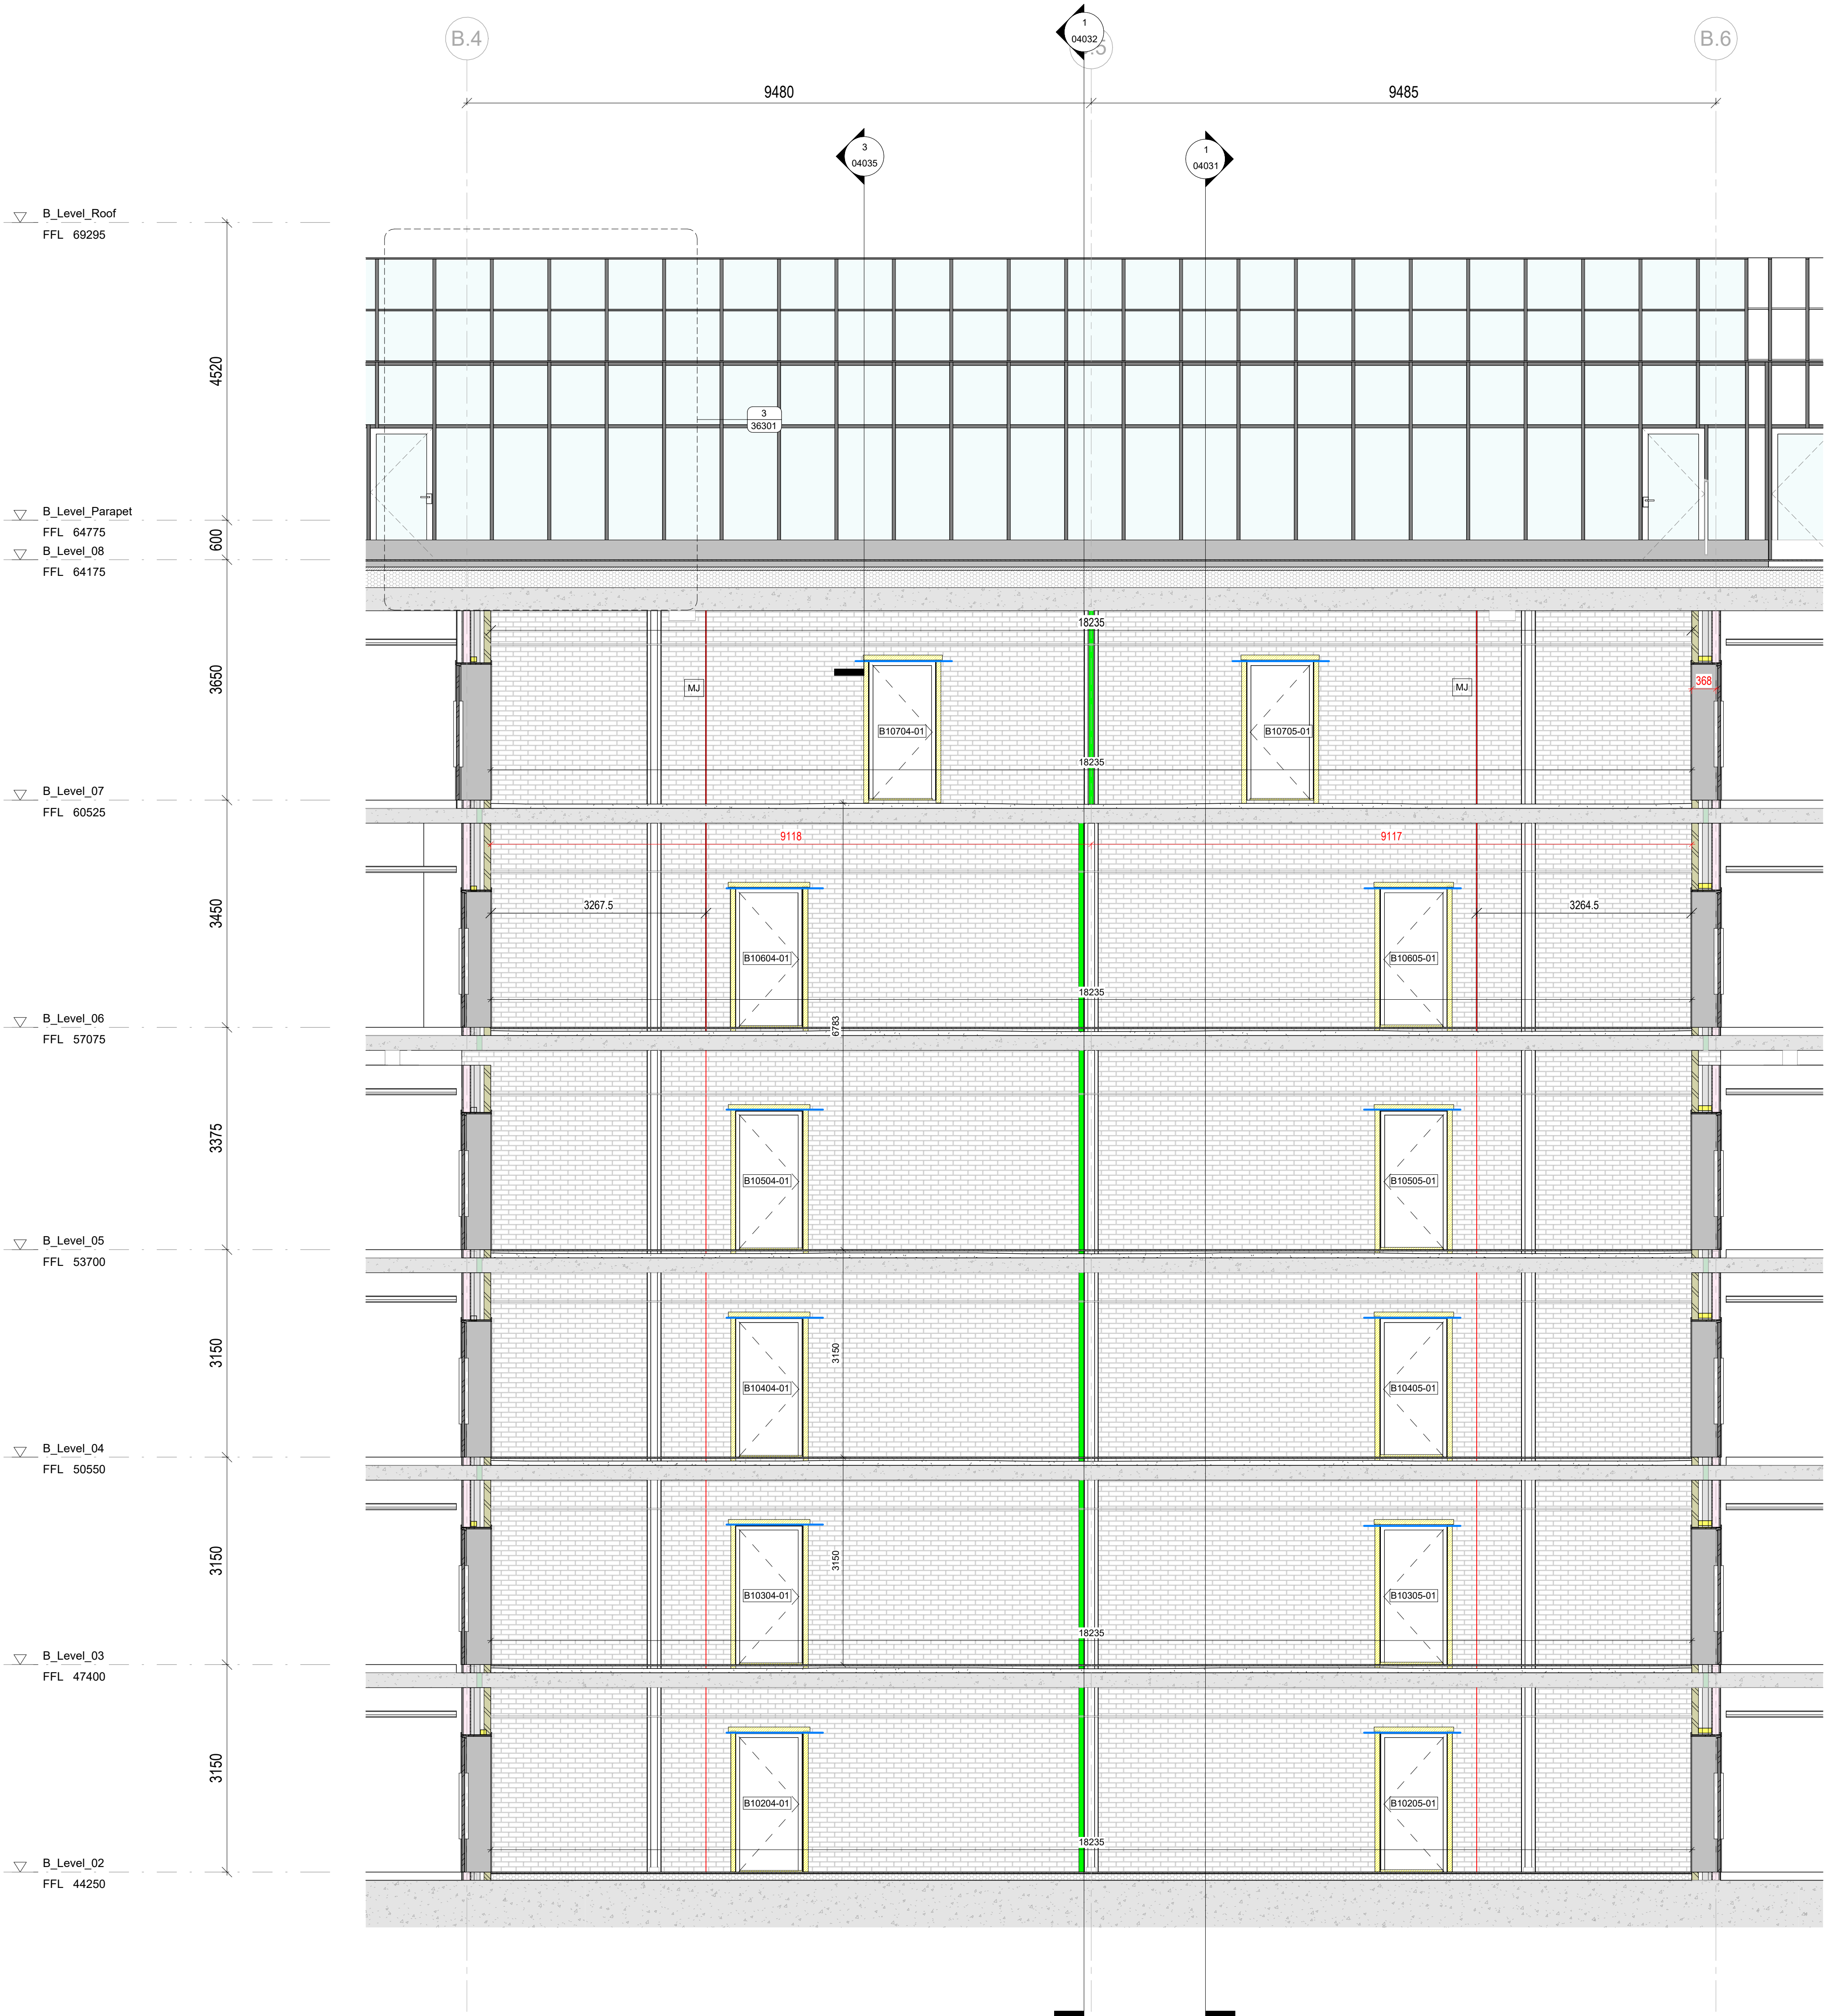 B.4
1
04032
.5
B.6
9480
9485
3
04035
1
04031
B_Level_Roof
FFL 69295
4520
3
36301
B_Level_Parapet
FFL 64775
600
B_Level_08
FFL 64175
18235
3650
MJ
MJ
368
B10704-01
B10705-01
18235
B_Level_07
FFL 60525
9118
9117
3450
3267.5
3264.5
B10604-01
B10605-01
18235
B_Level_06
FFL 57075
6783
3375
B10504-01
B10505-01
B_Level_05
FFL 53700
3150
3150
B10404-01
B10405-01
B_Level_04
FFL 50550
3150
3150
B10304-01
B10305-01
18235
B_Level_03
FFL 47400
3150
B10204-01
B10205-01
18235
B_Level_02
FFL 44250